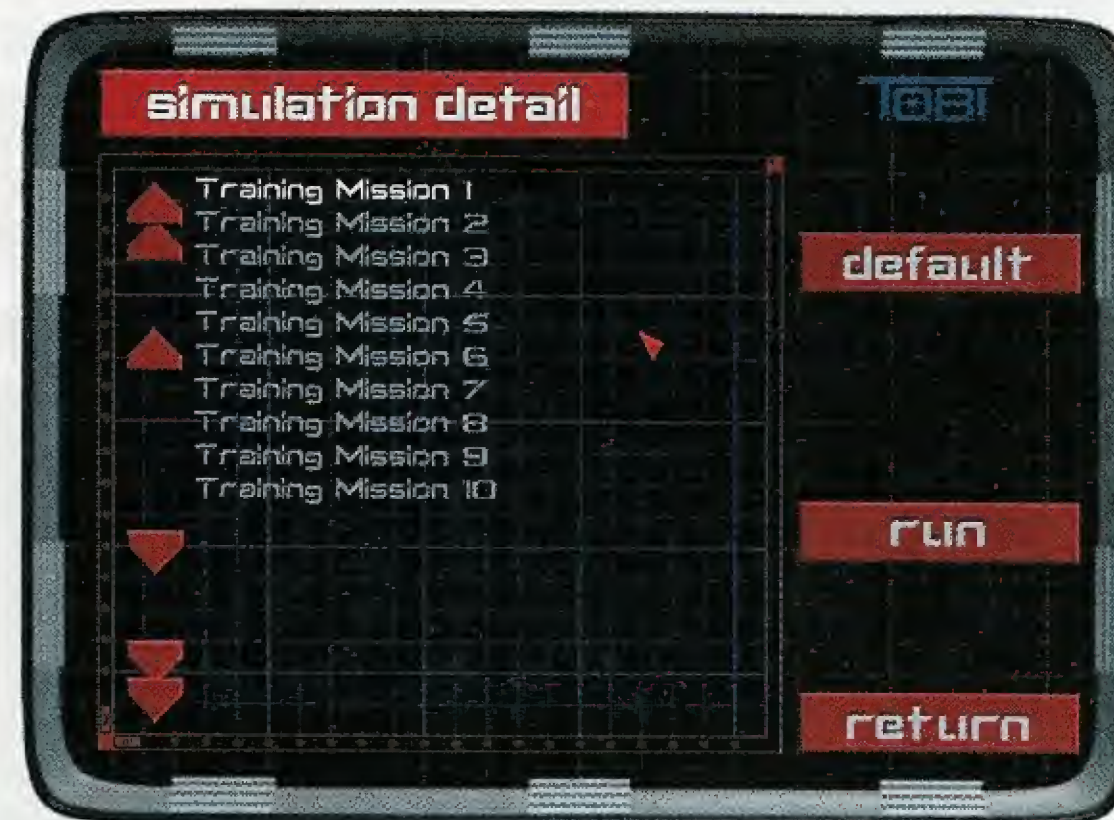 simulation detail
TOBI
Training Mission 1
Training Mission 2
Training Mission 3
Training Mission 4
Training Mission 5
Training Mission 6
Training Mission 7
Training Mission 8
Training Mission 9
Training Mission 10
default
run
return